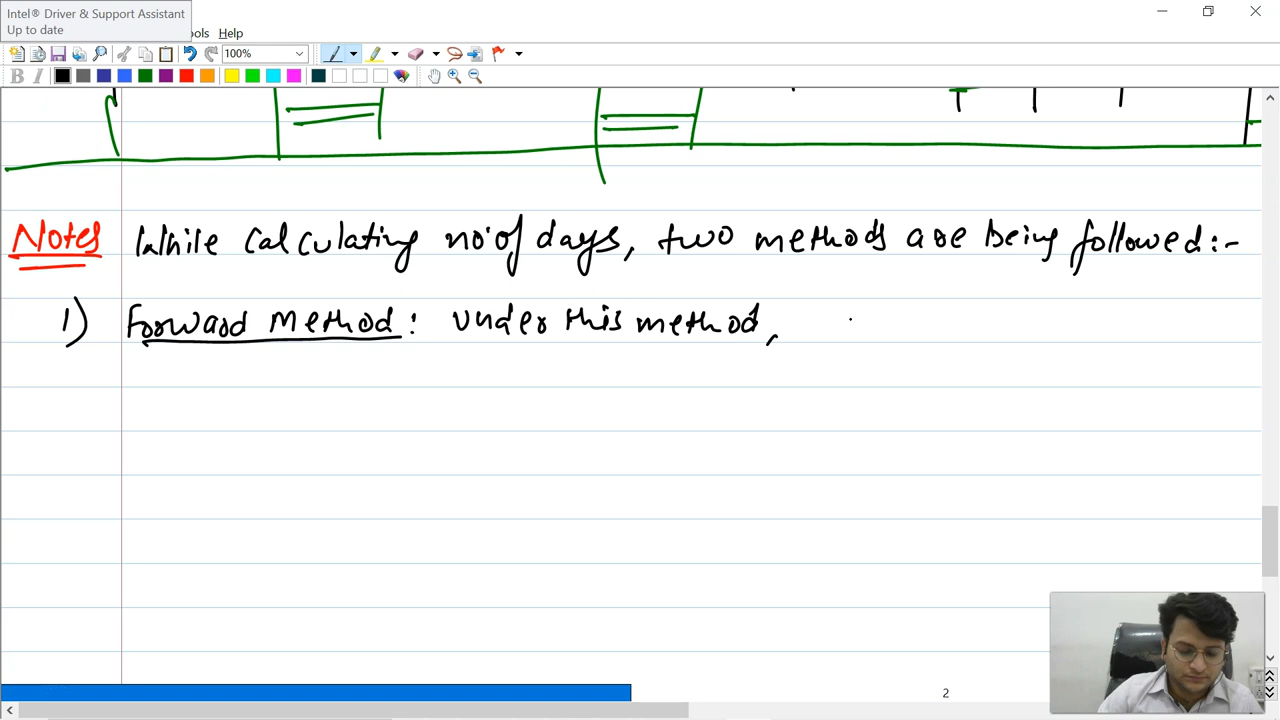 Intel® Driver & Support Assistant
Up to date
ols Help
100%
B I
Notes While calculating no. of days, two methods are being followed:-
1) Forward Method: Under this method,
2